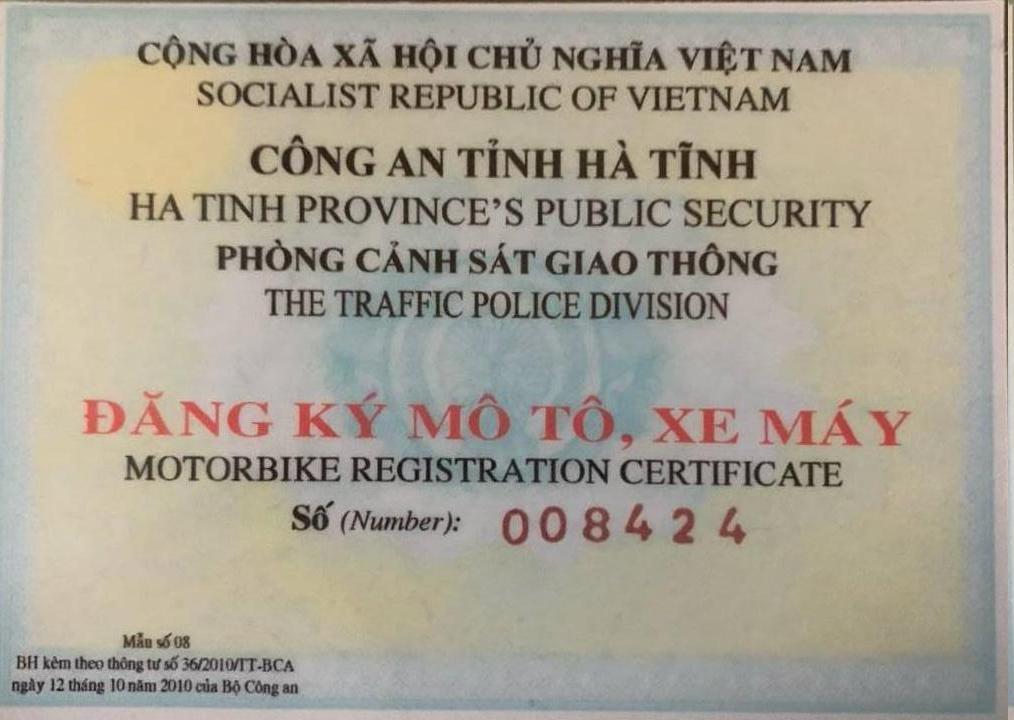 CỘNG HÒA XÃ HỘI CHỦ NGHĨA VIỆT NAM
SOCIALIST REPUBLIC OF VIETNAM
CÔNG AN TỈNH HÀ TĨNH
HA TINH PROVINCE'S PUBLIC SECURITY
PHÒNG CẢNH SÁT GIAO THÔNG
THE TRAFFIC POLICE DIVISION
ĐĂNG KÝ MÔ TÔ, XE MÁY
MOTORBIKE REGISTRATION CERTIFICATE
Số (Number): 008424
Mẫu số 08
BH kèm theo thông tư số 36/2010/TT-BCA
ngày 12 tháng 10 năm 2010 của Bộ Công an